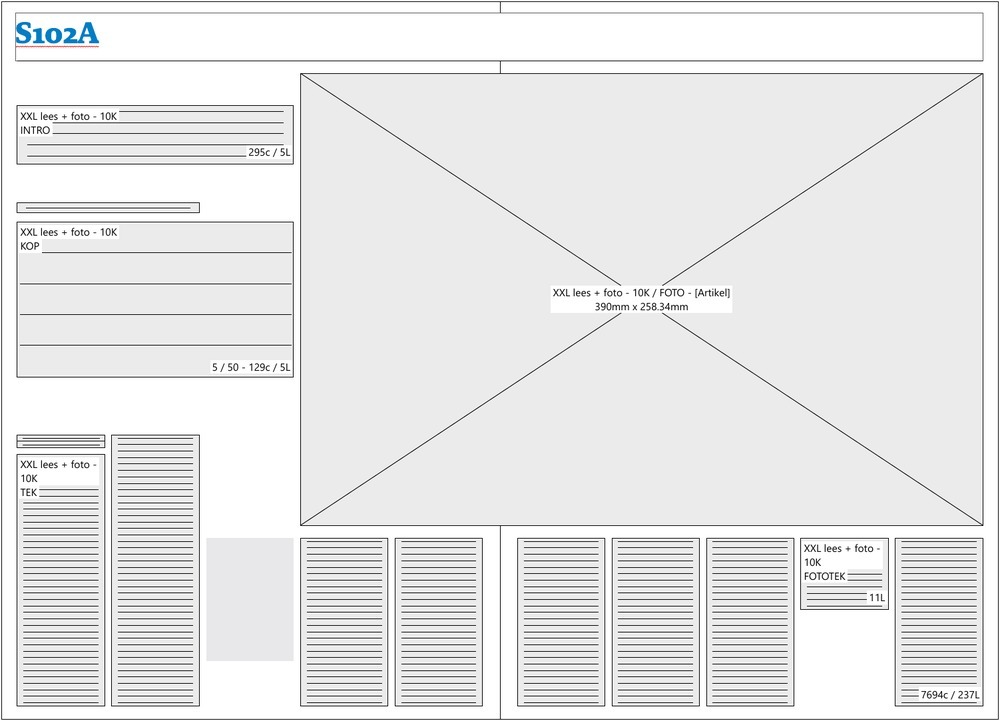 S102A
XXL lees + foto - 10K
INTRO
295c / 5L
XXL lees + foto - 10K
KOP
5 / 50 - 129c / 5L
XXL lees + foto - 10K / FOTO - [Artikel]
390mm x 258.34mm
XXL lees + foto -
10K
TEK
XXL lees + foto -
10K
FOTOTEK
11L
7694c / 237L